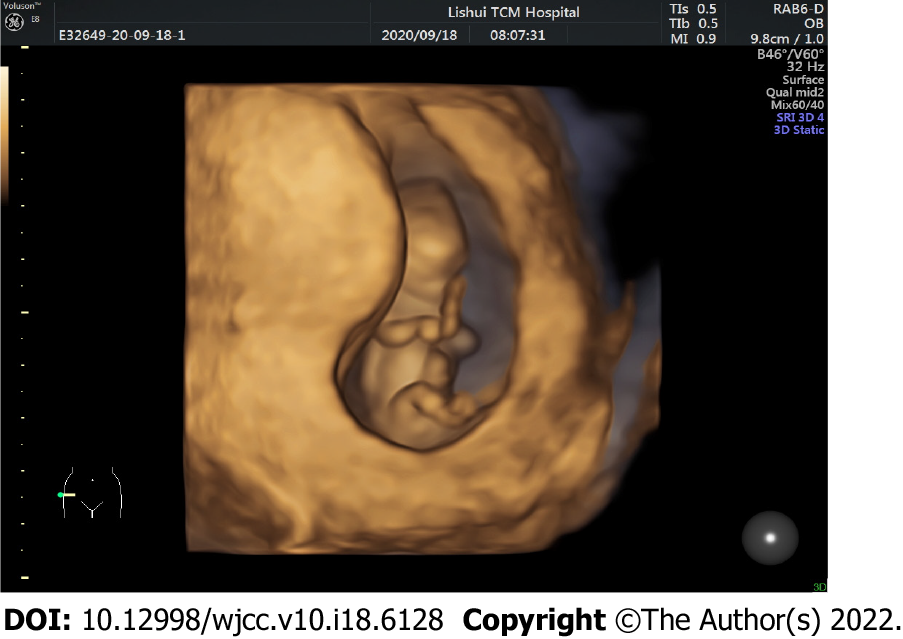 Voluson™
E8
Lishui TCM Hospital
E32649-20-09-18-1
2020/09/18
08:07:31
TIs 0.5
TIb 0.5
MI 0.9
RAB6-D
OB
9.8cm / 1.0
B46°/V60°
32 Hz
Surface
Qual mid2
Mix60/40
SRI 3D 4
3D Static
3D
DOI: 10.12998/wjcc.v10.i18.6128 Copyright ©The Author(s) 2022.